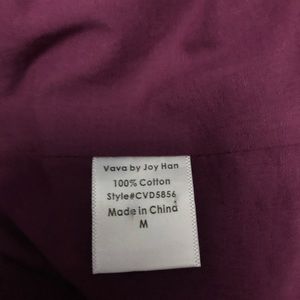 Vava by Joy Han
100% Cotton
Style#CVD5856
Made in China
M